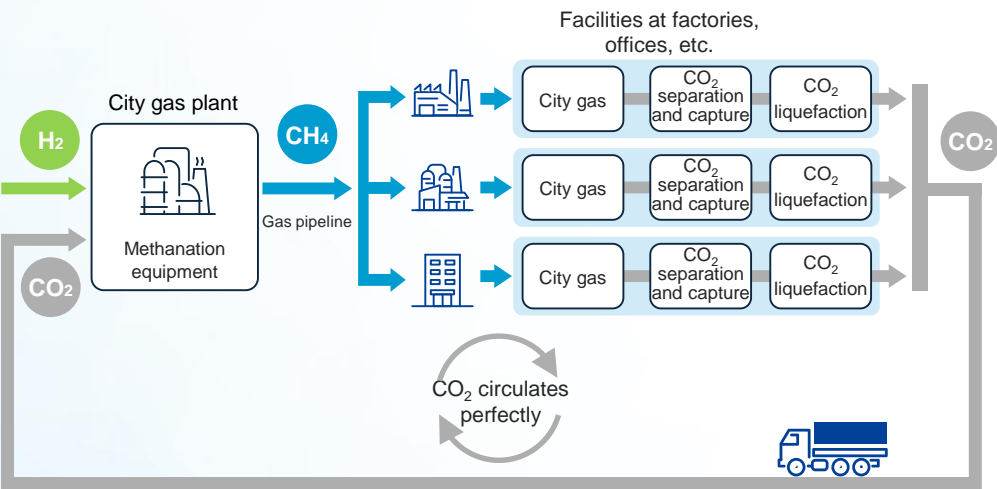 Facilities at factories,
offices, etc.
City gas plant
H₂
Methanation
equipment
CO₂
CH₄
Gas pipeline
City gas
CO₂
separation
and capture
CO₂
liquefaction
City gas
CO₂
separation
and capture
CO₂
liquefaction
City gas
CO₂
separation
and capture
CO₂
liquefaction
CO₂
CO₂ circulates
perfectly